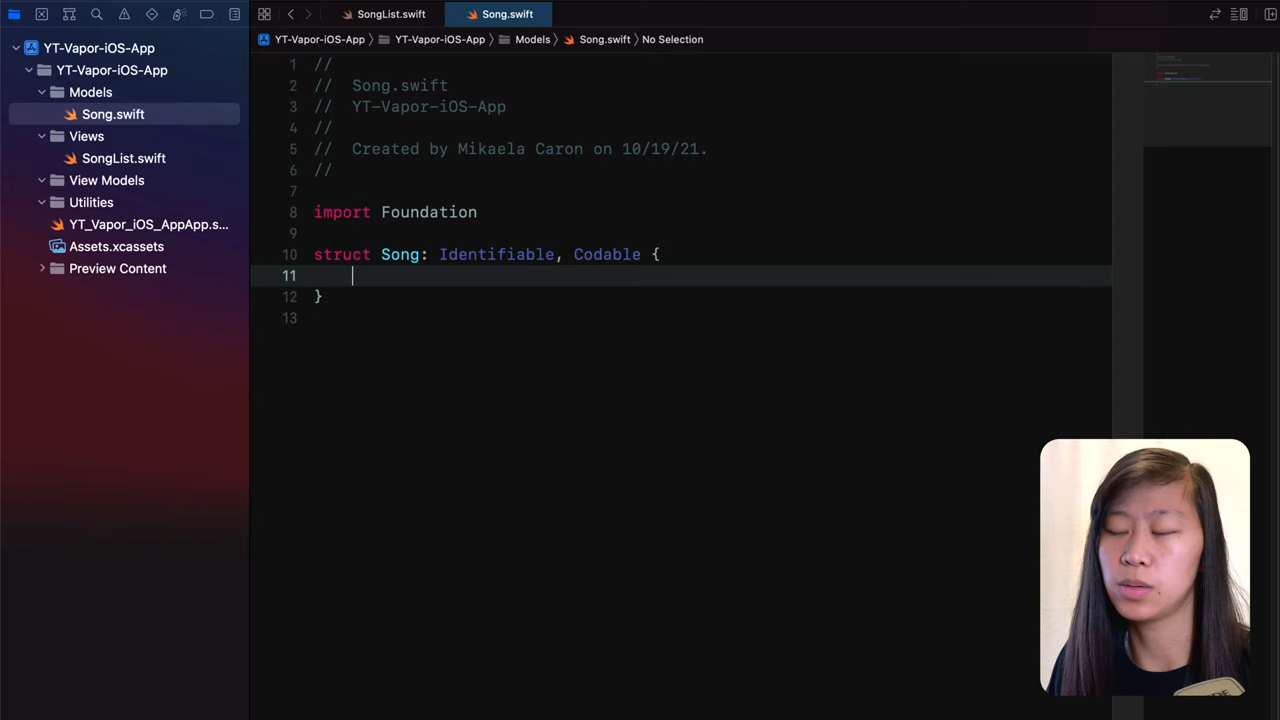 SongList.swift
Song.swift
YT-Vapor-iOS-App
YT-Vapor-iOS-App
Models
Song.swift
No Selection
YT-Vapor-iOS-App
YT-Vapor-iOS-App
Models
Song.swift
Views
SongList.swift
View Models
Utilities
YT_Vapor_iOS_AppApp.s...
Assets.xcassets
Preview Content
1 //
2 // Song.swift
3 // YT-Vapor-iOS-App
4 //
5 // Created by Mikaela Caron on 10/19/21.
6 //
7
8 import Foundation
9
10 struct Song: Identifiable, Codable {
11
12 }
13